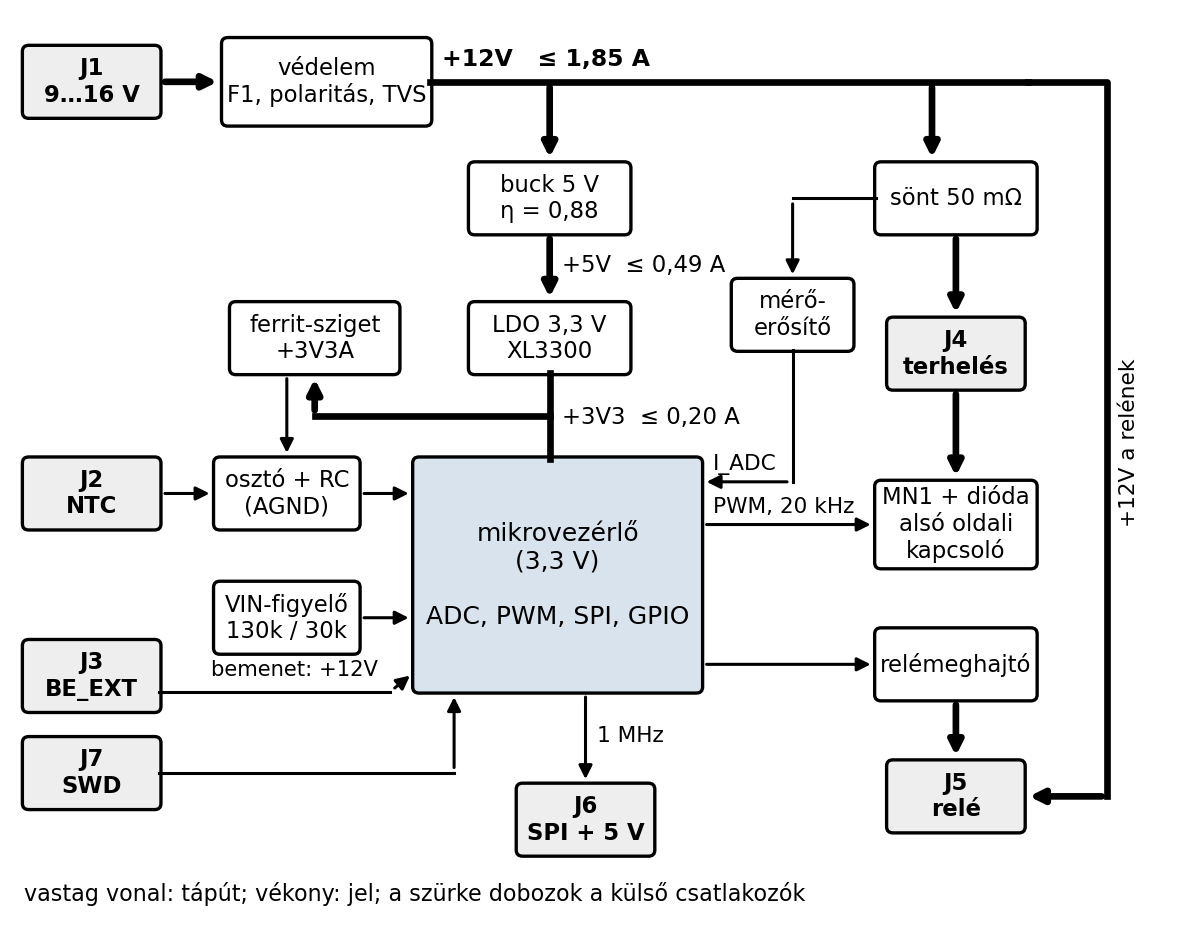 J1
9…16 V
védelem
F1, polaritás, TVS
+12V ≤ 1,85 A
buck 5 V
η = 0,88
sönt 50 mΩ
+5V ≤ 0,49 A
mérő-
erősítő
ferrit-sziget
+3V3A
LDO 3,3 V
XL3300
J4
terhelés
+12V a relének
+3V3 ≤ 0,20 A
J2
NTC
osztó + RC
(AGND)
I_ADC
PWM, 20 kHz
MN1 + dióda
alsó oldali
kapcsoló
mikrovezérlő
(3,3 V)
ADC, PWM, SPI, GPIO
VIN-figyelő
130k / 30k
bemenet: +12V
J3
BE_EXT
relémeghajtó
J7
SWD
1 MHz
J6
SPI + 5 V
J5
relé
vastag vonal: tápút; vékony: jel; a szürke dobozok a külső csatlakozók